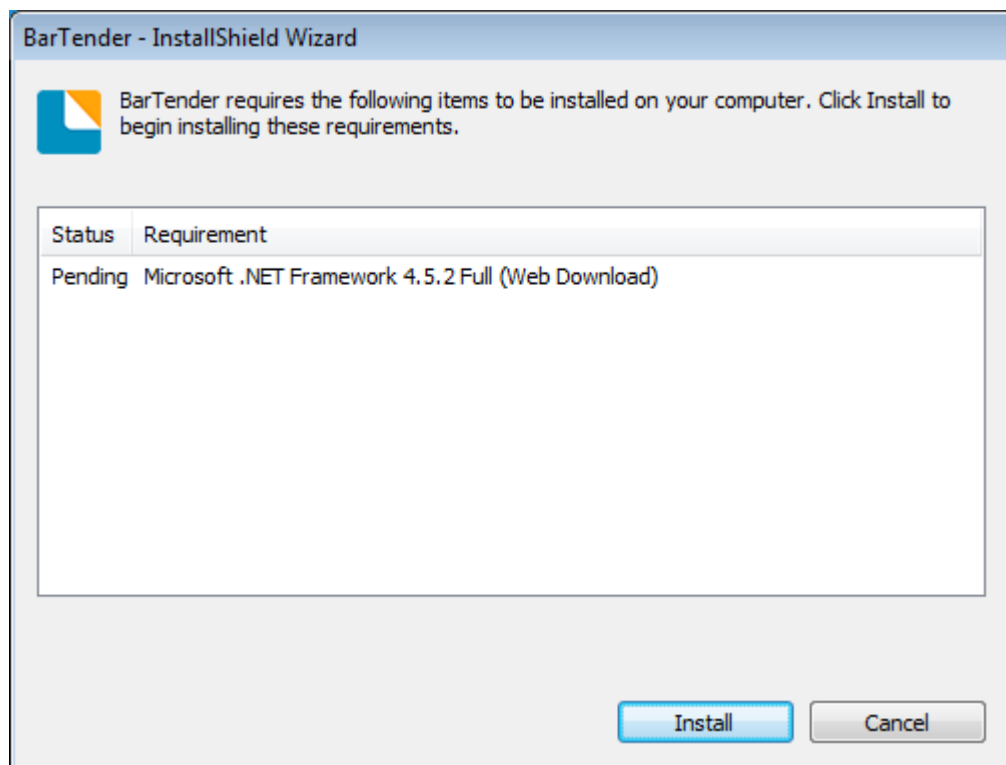 BarTender - InstallShield Wizard
BarTender requires the following items to be installed on your computer. Click Install to
begin installing these requirements.
Status Requirement
Pending Microsoft .NET Framework 4.5.2 Full (Web Download)
Install Cancel